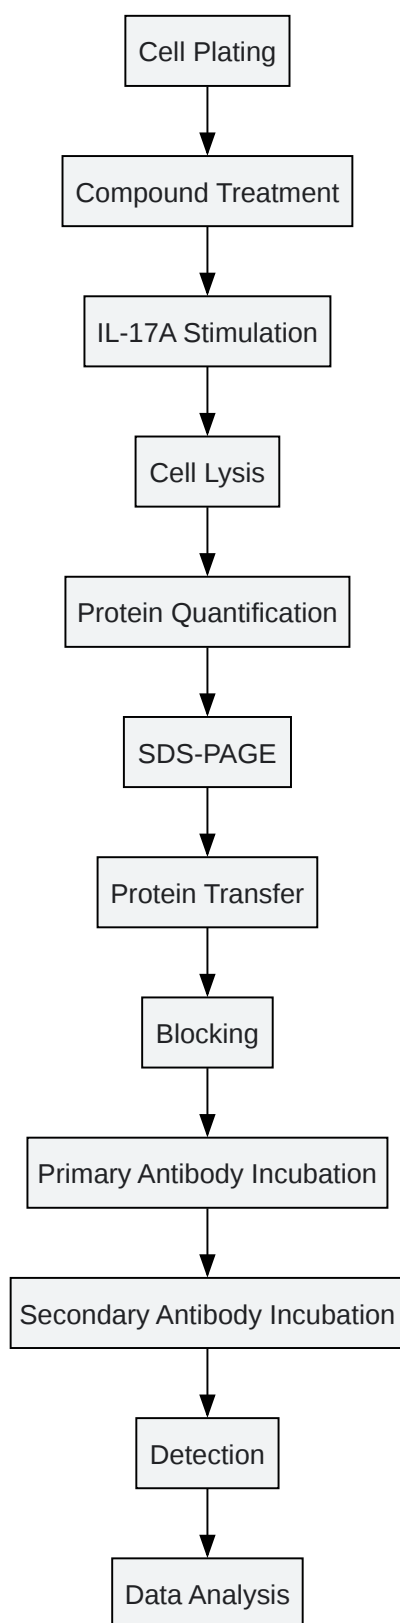 Cell Plating
Compound Treatment
IL-17A Stimulation
Cell Lysis
Protein Quantification
SDS-PAGE
Protein Transfer
Blocking
Primary Antibody Incubation
Secondary Antibody Incubation
Detection
Data Analysis